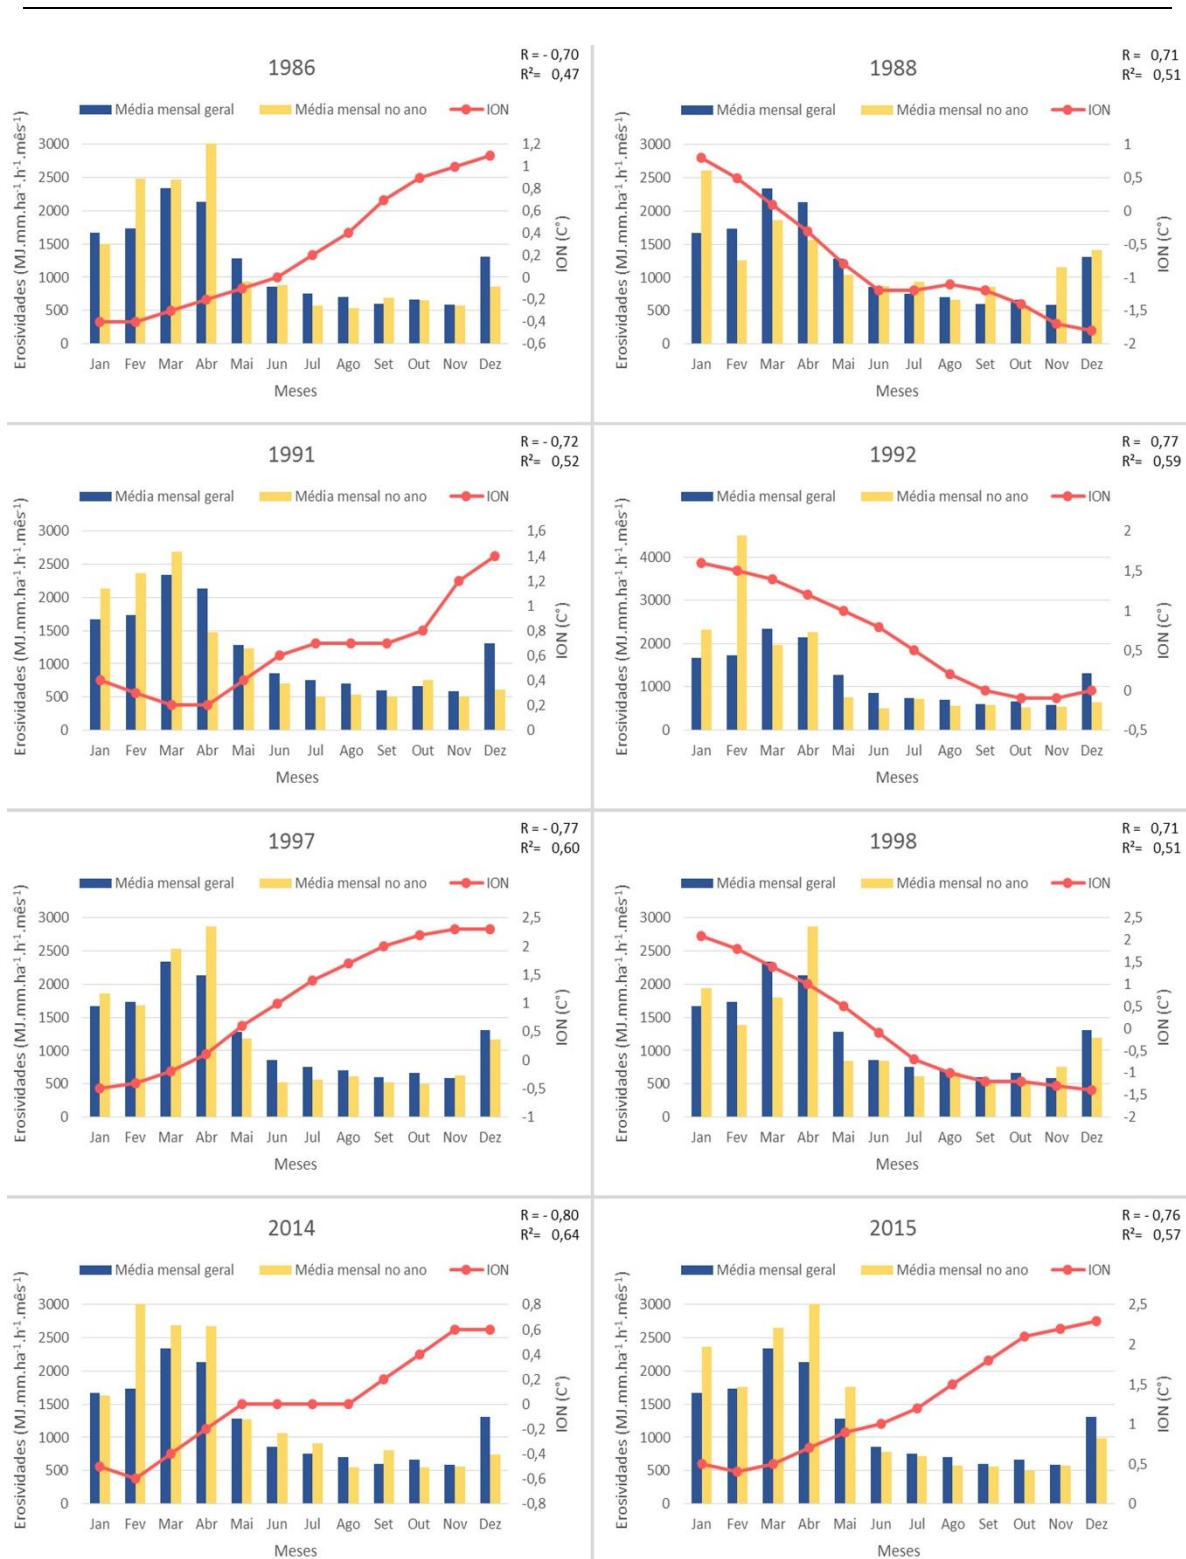 1986
R = - 0,70
R²= 0,47
Média mensal geral Média mensal no ano ION
Erosividades (MJ.mm.ha⁻¹.h⁻¹.mês⁻¹)
3000
2500
2000
1500
1000
500
0
1,2
1
0,8
0,6
0,4
0,2
0
-0,2
-0,4
-0,6
ION (C°)
Jan Fev Mar Abr Mai Jun Jul Ago Set Out Nov Dez
Meses
1988
R = 0,71
R²= 0,51
Média mensal geral Média mensal no ano ION
Erosividades (MJ.mm.ha⁻¹.h⁻¹.mês⁻¹)
3000
2500
2000
1500
1000
500
0
1
0,5
0
-0,5
-1
-1,5
-2
ION (C°)
Jan Fev Mar Abr Mai Jun Jul Ago Set Out Nov Dez
Meses
1991
R = - 0,72
R²= 0,52
Média mensal geral Média mensal no ano ION
Erosividades (MJ.mm.ha⁻¹.h⁻¹.mês⁻¹)
3000
2500
2000
1500
1000
500
0
1,6
1,4
1,2
1
0,8
0,6
0,4
0,2
0
ION (C°)
Jan Fev Mar Abr Mai Jun Jul Ago Set Out Nov Dez
Meses
1992
R = 0,77
R²= 0,59
Média mensal geral Média mensal no ano ION
Erosividades (MJ.mm.ha⁻¹.h⁻¹.mês⁻¹)
4000
3000
2000
1000
0
2
1,5
1
0,5
0
-0,5
ION (C°)
Jan Fev Mar Abr Mai Jun Jul Ago Set Out Nov Dez
Meses
1997
R = - 0,77
R²= 0,60
Média mensal geral Média mensal no ano ION
Erosividades (MJ.mm.ha⁻¹.h⁻¹.mês⁻¹)
3000
2500
2000
1500
1000
500
0
2,5
2
1,5
1
0,5
0
-0,5
-1
ION (C°)
Jan Fev Mar Abr Mai Jun Jul Ago Set Out Nov Dez
Meses
1998
R = 0,71
R²= 0,51
Média mensal geral Média mensal no ano ION
Erosividades (MJ.mm.ha⁻¹.h⁻¹.mês⁻¹)
3000
2500
2000
1500
1000
500
0
2,5
2
1,5
1
0,5
0
-0,5
-1
-1,5
-2
ION (C°)
Jan Fev Mar Abr Mai Jun Jul Ago Set Out Nov Dez
Meses
2014
R = - 0,80
R²= 0,64
Média mensal geral Média mensal no ano ION
Erosividades (MJ.mm.ha⁻¹.h⁻¹.mês⁻¹)
3000
2500
2000
1500
1000
500
0
0,8
0,6
0,4
0,2
0
-0,2
-0,4
-0,6
-0,8
ION (C°)
Jan Fev Mar Abr Mai Jun Jul Ago Set Out Nov Dez
Meses
2015
R = - 0,76
R²= 0,57
Média mensal geral Média mensal no ano ION
Erosividades (MJ.mm.ha⁻¹.h⁻¹.mês⁻¹)
3000
2500
2000
1500
1000
500
0
2,5
2
1,5
1
0,5
0
ION (C°)
Jan Fev Mar Abr Mai Jun Jul Ago Set Out Nov Dez
Meses